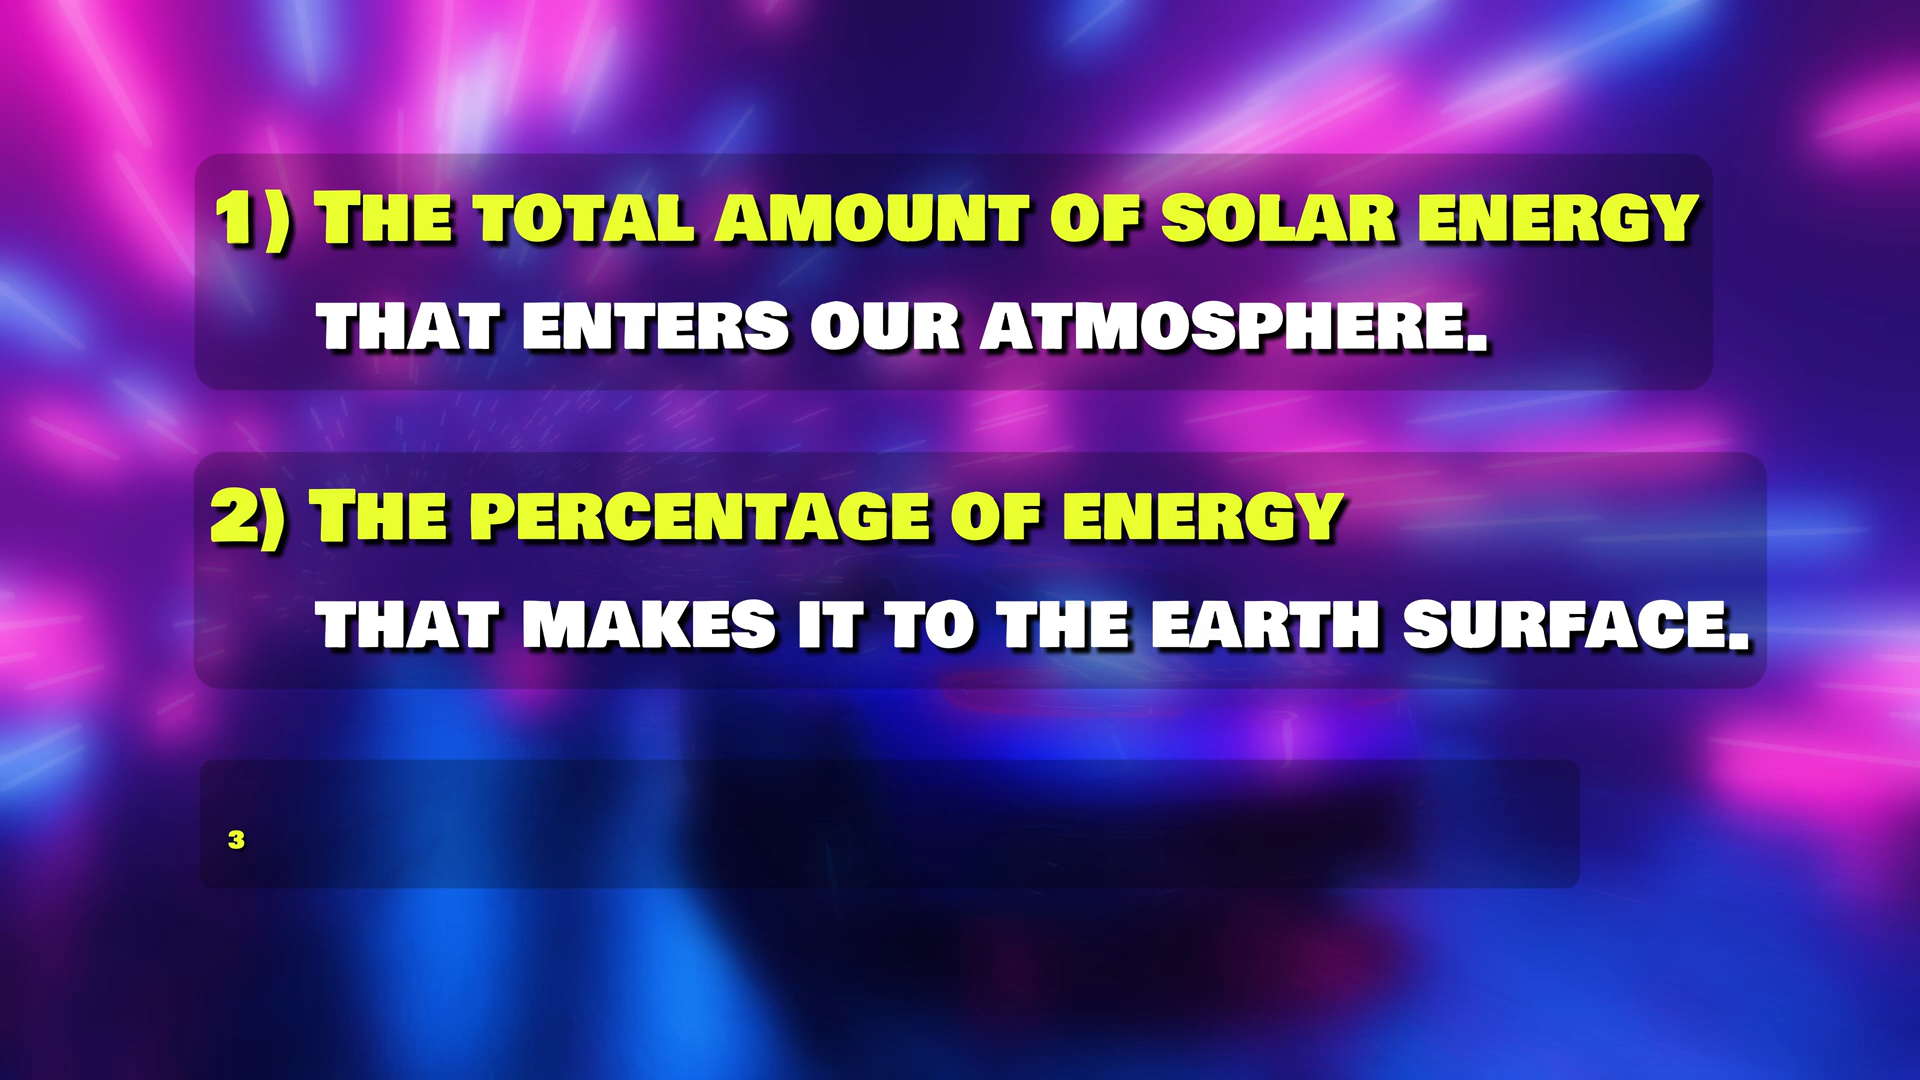 1) The total amount of solar energy
that enters our atmosphere.
2) The percentage of energy
that makes it to the Earth surface.
3